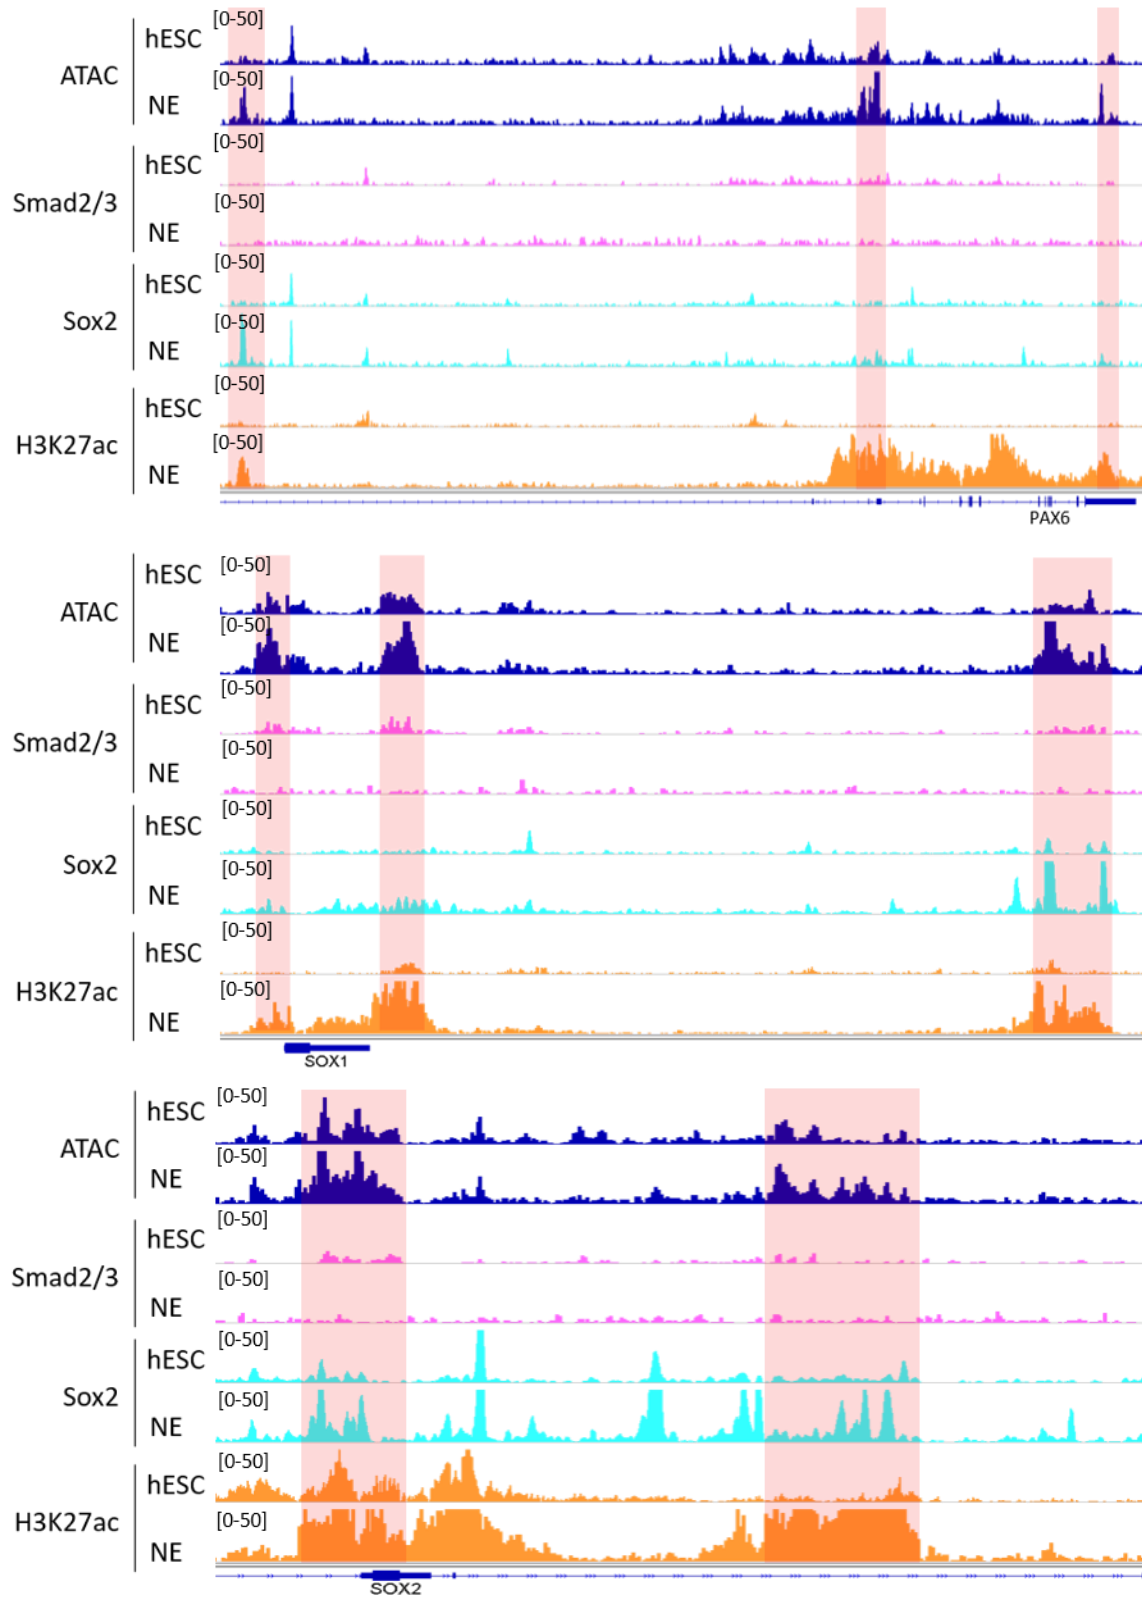 [0-50]
hESC
ATAC
[0-50]
NE
[0-50]
hESC
Smad2/3
[0-50]
NE
[0-50]
hESC
Sox2
[0-50]
NE
[0-50]
hESC
H3K27ac
[0-50]
NE
PAX6
[0-50]
hESC
ATAC
[0-50]
NE
[0-50]
hESC
Smad2/3
[0-50]
NE
[0-50]
hESC
Sox2
[0-50]
NE
[0-50]
hESC
H3K27ac
[0-50]
NE
SOX1
[0-50]
hESC
ATAC
[0-50]
NE
[0-50]
hESC
Smad2/3
[0-50]
NE
[0-50]
hESC
Sox2
[0-50]
NE
[0-50]
hESC
H3K27ac
[0-50]
NE
SOX2